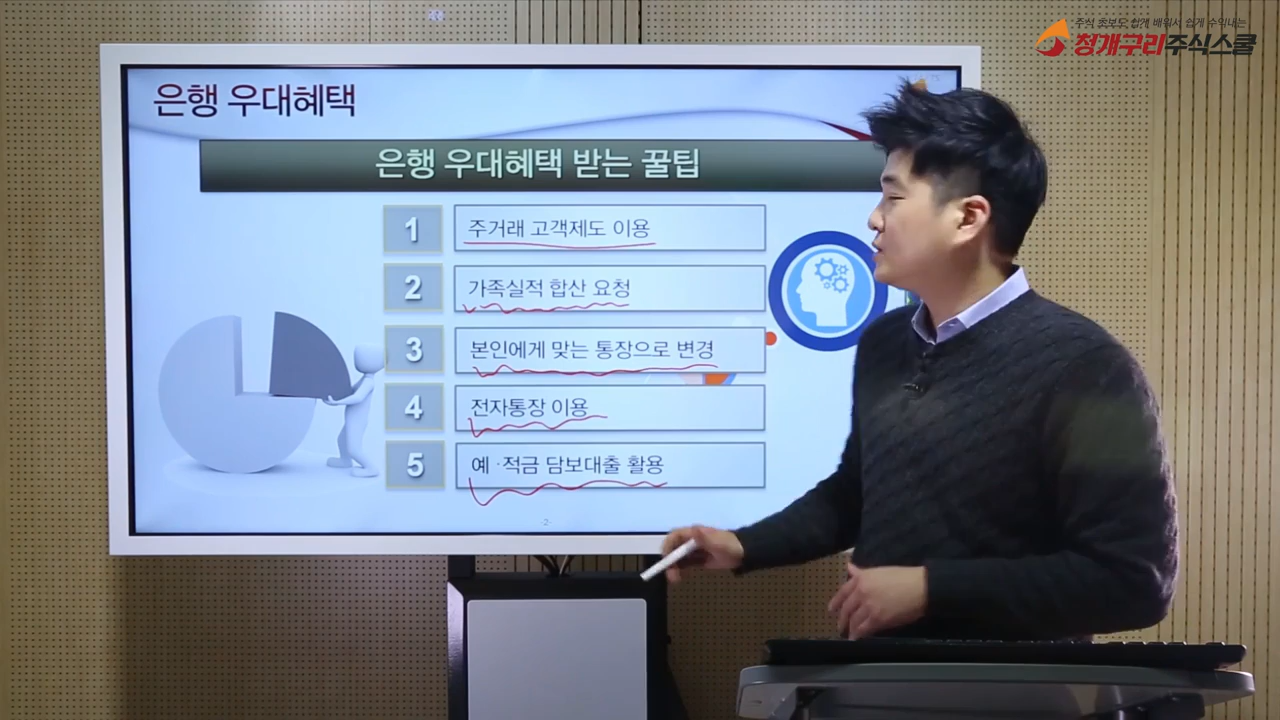 주식 초보도 쉽게 배워서 쉽게 수익내는
청개구리주식스쿨
은행 우대혜택
은행 우대혜택 받는 꿀팁
1 주거래 고객제도 이용
2 가족실적 합산 요청
3 본인에게 맞는 통장으로 변경
4 전자통장 이용
5 예·적금 담보대출 활용
-2-